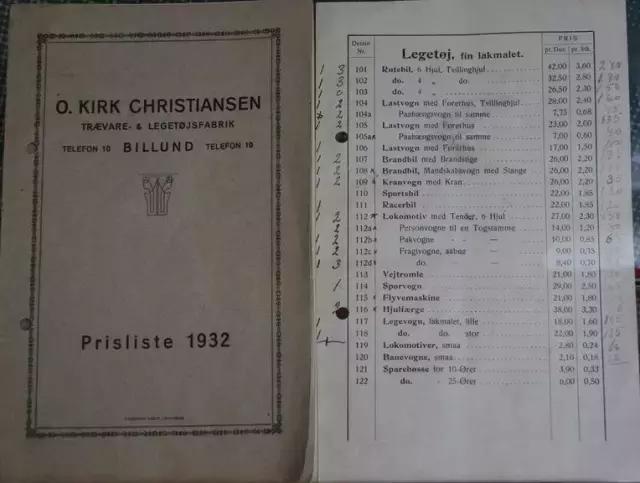 O. KIRK CHRISTIANSEN
TRÆVARE- & LEGETØJSFABRIK
TELEFON 10 BILLUND TELEFON 10
Prisliste 1932
Denne Nr.
Legetøj, fin lakmalet.
PRIS
pr. Dus. pr. Stk.
101 Rutebil, 6 Hjul, Tvillinghjul 42,00 3,60
102 do. 4 do. 32,50 2,80
103 do. 4 26,50 2,30
104 Lastvogn med Førerhus, Tvillinghjul 28,00 2,40
104a Paahængsvogn til samme 7,75 0,68
105 Lastvogn med Førerhus 23,00 2,00
105a Paahængsvogn til samme 7,00 0,60
106 Lastvogn med Førerhus 17,00 1,50
107 Brandbil med Brandstige 26,00 2,20
108 Brandbil, Mandskabsvogn med Stange 26,00 2,20
109 Kranvogn med Kran 26,00 2,20
110 Sportsbil 22,00 1,85
111 Racerbil 22,00 1,85
112 Lokomotiv med Tender, 6 Hjul 27,00 2,30
112a Personvogne til en Togstamme 14,00 1,20
112b Pakvogne — — 10,00 0,85
112c Fragtvogne, aabne — 9,00 0,75
112d do. — 8,40 0,70
113 Vejtromle 21,00 1,80
114 Sporvogn 29,00 2,50
115 Flyvemaskine 21,00 1,80
116 Hjulfærge 38,00 3,30
117 Legevogn, lakmalet, lille 18,00 1,60
118 do. do. stor 22,00 1,90
119 Lokomotiver, smaa 2,80 0,24
120 Banevogne, smaa 2,10 0,18
121 Sparebøsse for 10-Ører 3,90 0,33
122 do. - 25-Ører 6,00 0,50